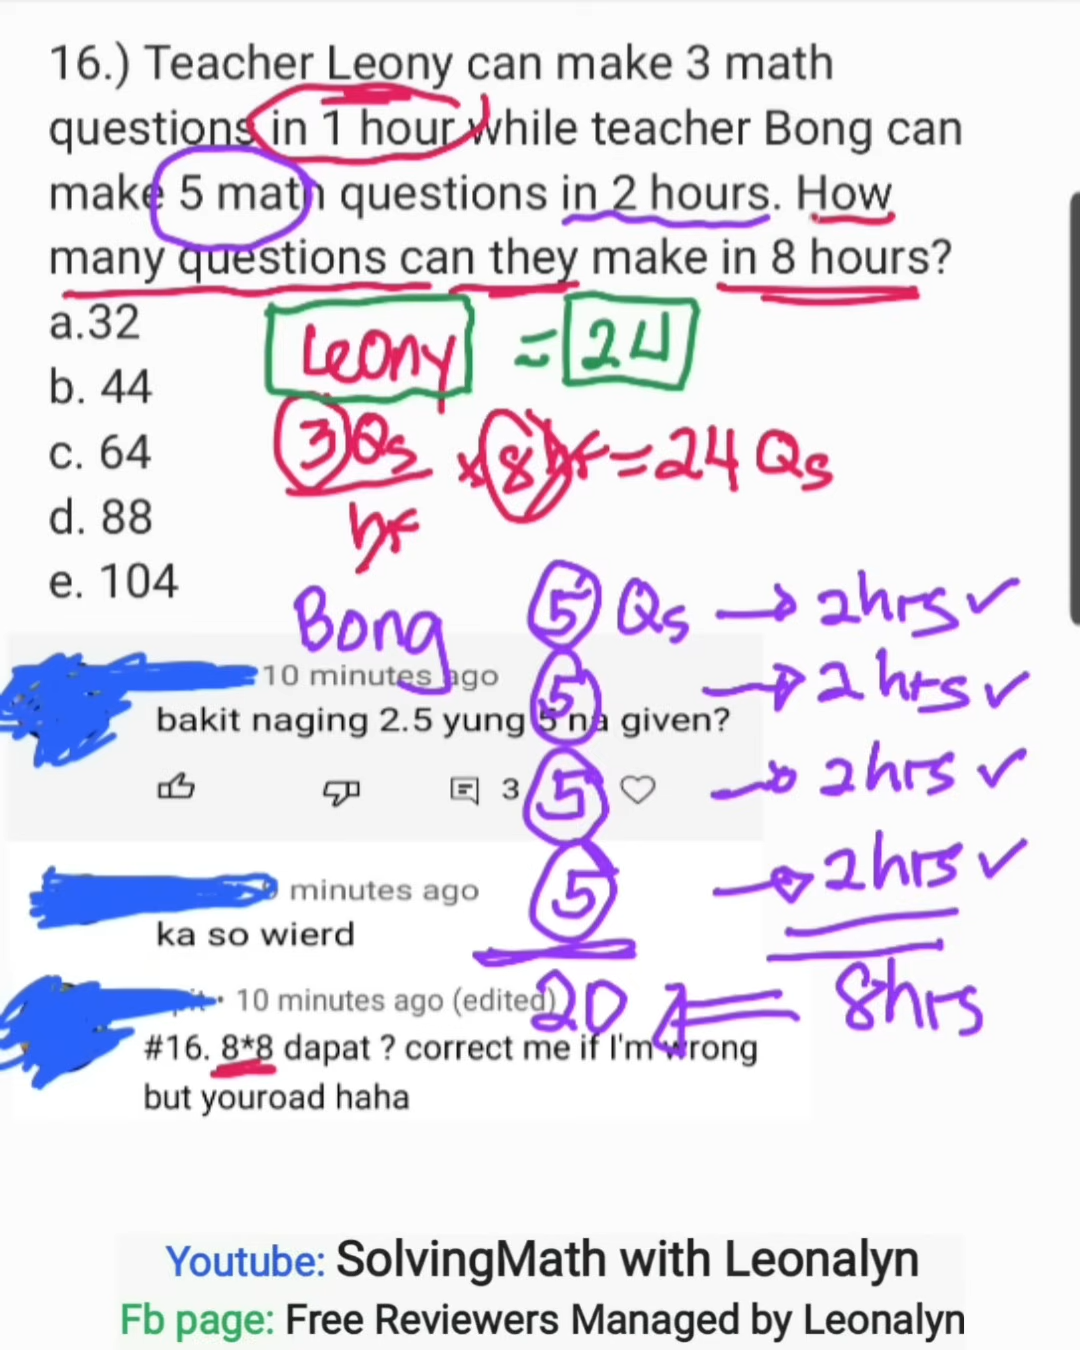 16.) Teacher Leony can make 3 math
questions in 1 hour while teacher Bong can
make 5 math questions in 2 hours. How
many questions can they make in 8 hours?
a.32
b. 44
c. 64
d. 88
e. 104
Leony = 24
3 Qs
hr
x 8 hr = 24 Qs
Bong
5 Qs → 2hrs ✓
5 → 2hrs ✓
5 → 2hrs ✓
5 → 2hrs ✓
20 ⇐ 8hrs
10 minutes ago
bakit naging 2.5 yung 5 na given?
3
minutes ago
ka so wierd
10 minutes ago (edited)
#16. 8*8 dapat ? correct me if I'm wrong
but youroad haha
Youtube: SolvingMath with Leonalyn
Fb page: Free Reviewers Managed by Leonalyn